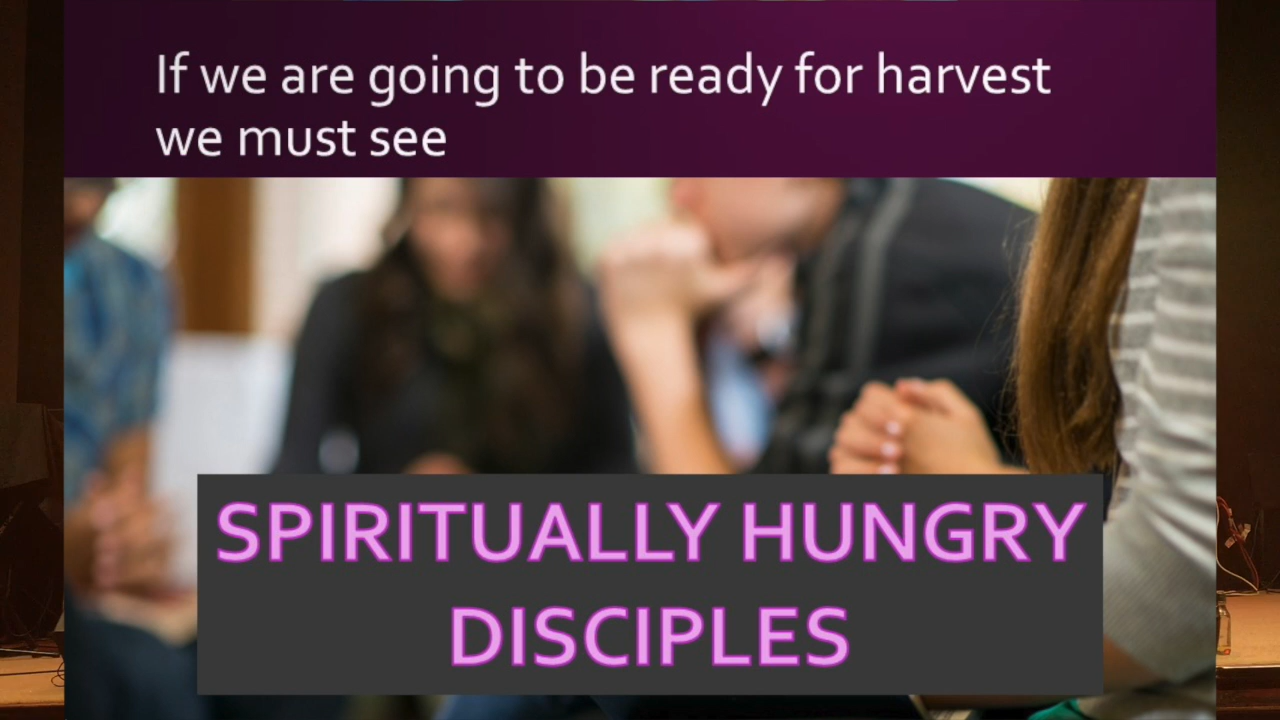 If we are going to be ready for harvest
we must see
SPIRITUALLY HUNGRY
DISCIPLES